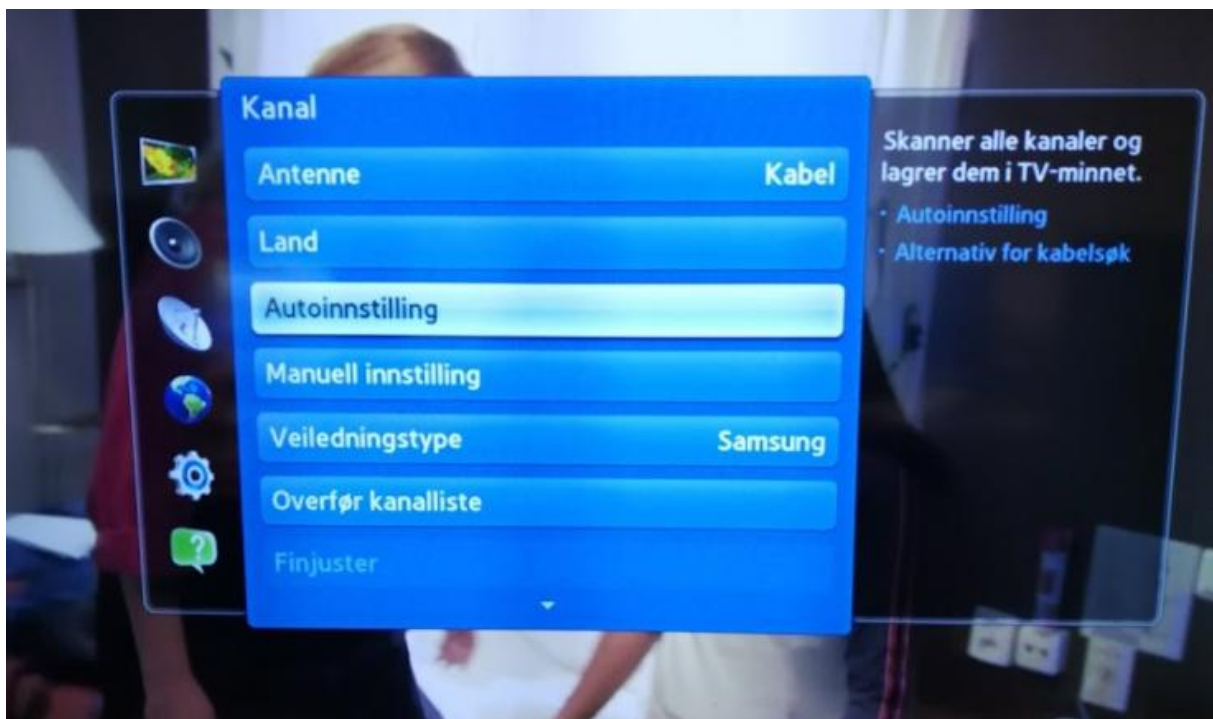 Kanal
Antenne Kabel
Land
Autoinnstilling
Manuell innstilling
Veiledningstype Samsung
Overfør kanalliste
Finjuster
Skanner alle kanaler og
lagrer dem i TV-minnet.
· Autoinnstilling
· Alternativ for kabelsøk
?